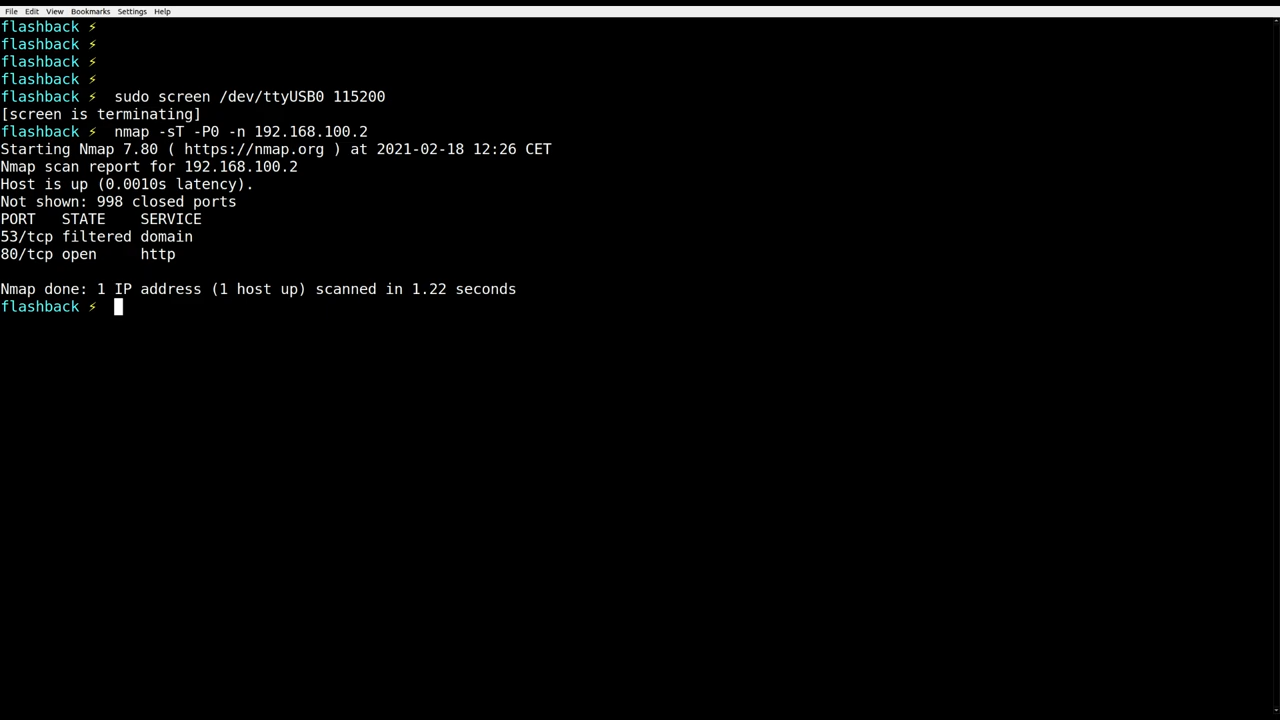 File Edit View Bookmarks Settings Help
flashback ⚡
flashback ⚡
flashback ⚡
flashback ⚡
flashback ⚡ sudo screen /dev/ttyUSB0 115200
[screen is terminating]
flashback ⚡ nmap -sT -P0 -n 192.168.100.2
Starting Nmap 7.80 ( https://nmap.org ) at 2021-02-18 12:26 CET
Nmap scan report for 192.168.100.2
Host is up (0.0010s latency).
Not shown: 998 closed ports
PORT   STATE    SERVICE
53/tcp filtered domain
80/tcp open     http
Nmap done: 1 IP address (1 host up) scanned in 1.22 seconds
flashback ⚡